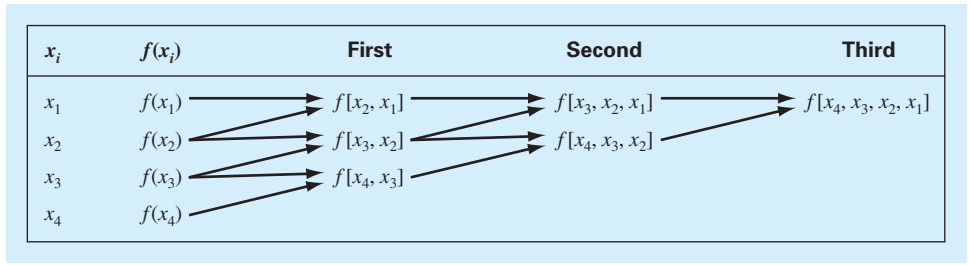 xᵢ f(xᵢ) First Second Third
x₁ f(x₁) f[x₂, x₁] f[x₃, x₂, x₁] f[x₄, x₃, x₂, x₁]
x₂ f(x₂) f[x₃, x₂] f[x₄, x₃, x₂]
x₃ f(x₃) f[x₄, x₃]
x₄ f(x₄)